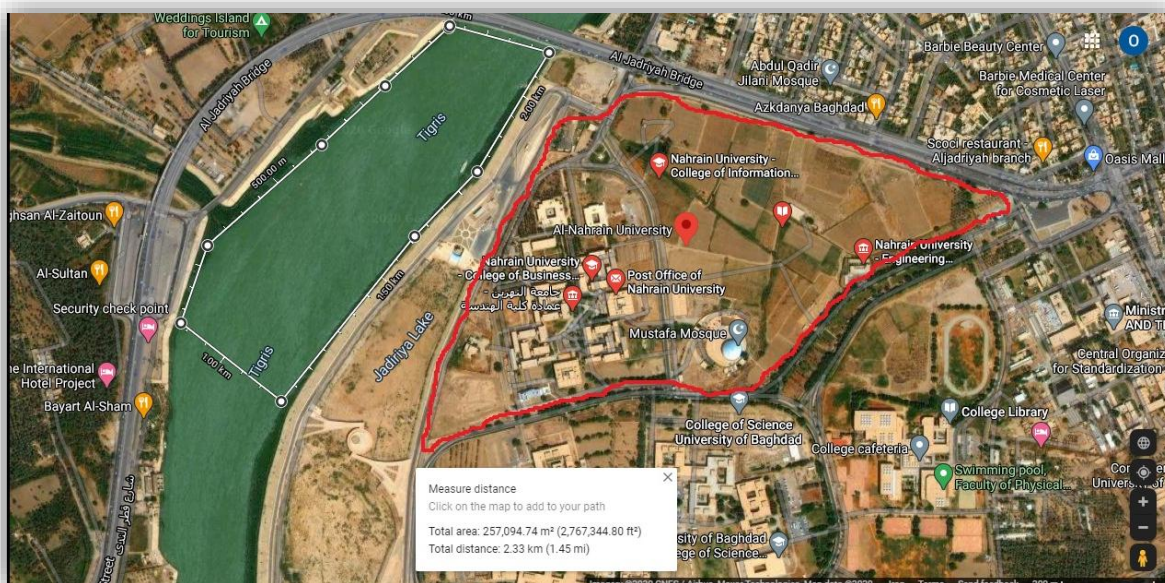 Weddings Island
for Tourism
Al Jadriyah Bridge
Tigris
500.00 m
2.00 km
Al Jadriyah Bridge
Abdul Qadir
Jilani Mosque
Azkdanya Baghdad
Barbie Beauty Center
O
Barbie Medical Center
for Cosmetic Laser
Scoci restaurant -
Aljadriyah branch
Oasis Mall
Nahrain University -
College of Information...
Al-Nahrain University
Nahrain University
- Engineering...
Nahrain University
- College of Business...
جامعة النهرين -
عمادة كلية الهندسة
Post Office of
Nahrain University
Mustafa Mosque
Al-Zaitoun
Al-Sultan
Security check point
International
Hotel Project
Bayart Al-Sham
1.00 km
Tigris
1.50 km
Jadiriya Lake
College of Science
University of Baghdad
College Library
College cafeteria
Swimming pool,
Faculty of Physical...
Central
for Standardization
Measure distance
Click on the map to add to your path
Total area: 257,094.74 m² (2,767,344.80 ft²)
Total distance: 2.33 km (1.45 mi)
of Baghdad
of Science...
شارع قطر الندى
Street